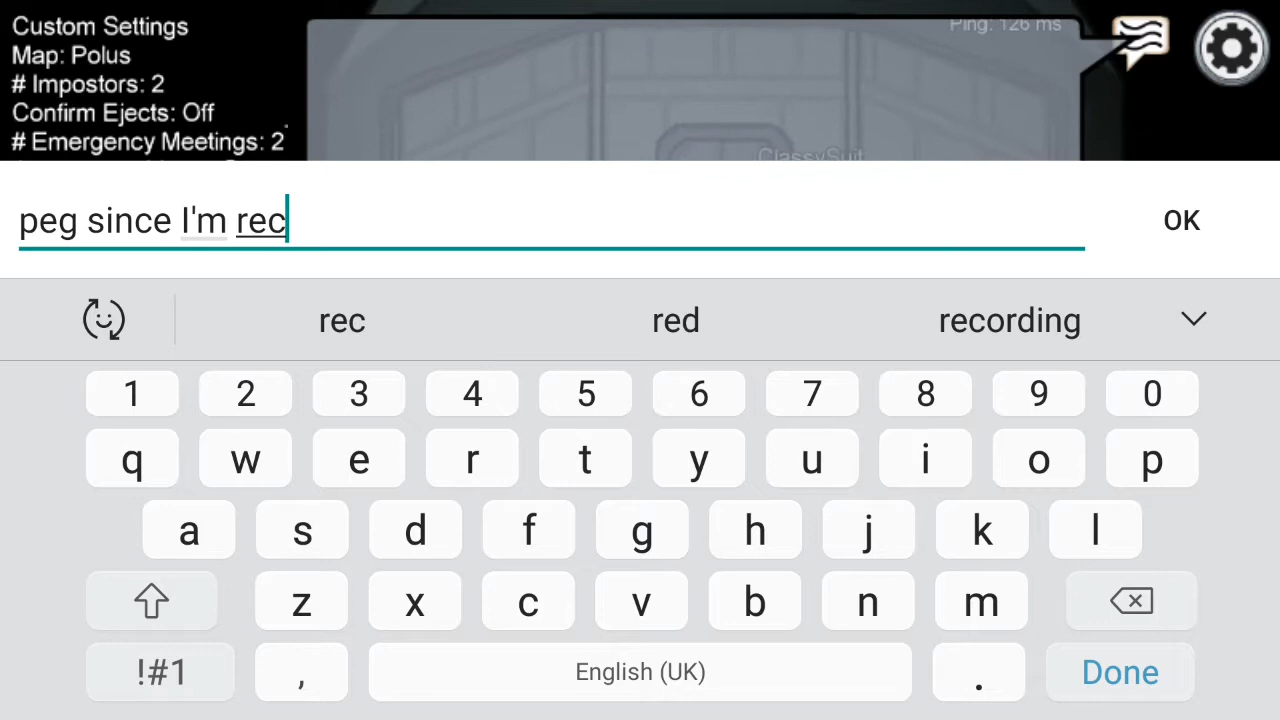 Custom Settings
Map: Polus
# Impostors: 2
Confirm Ejects: Off
# Emergency Meetings: 2
Ping: 126 ms
ClassySuit
peg since I'm rec
OK
rec red recording
1 2 3 4 5 6 7 8 9 0
q w e r t y u i o p
a s d f g h j k l
z x c v b n m
!#1 , English (UK) . Done